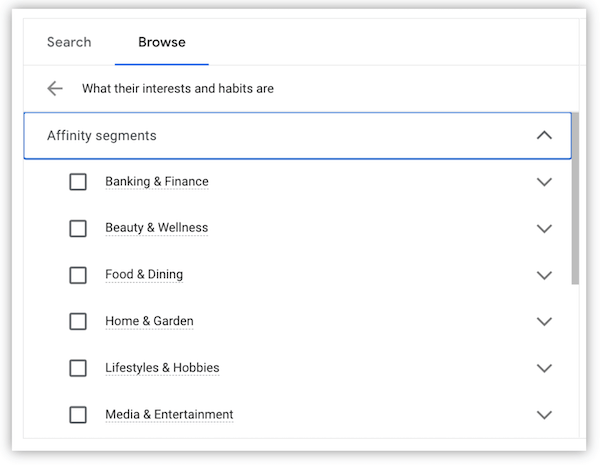 Search Browse
What their interests and habits are
Affinity segments
Banking & Finance
Beauty & Wellness
Food & Dining
Home & Garden
Lifestyles & Hobbies
Media & Entertainment